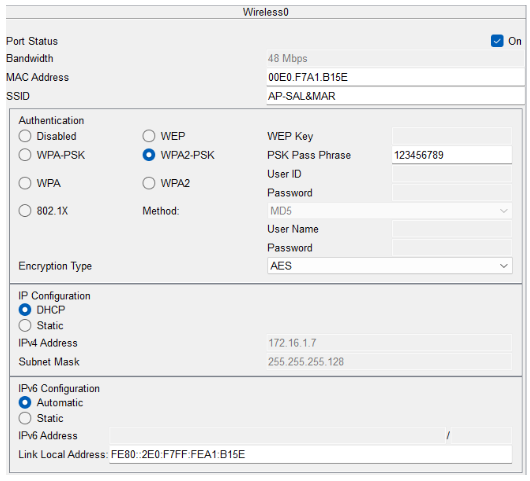 Wireless0
Port Status On
Bandwidth 48 Mbps
MAC Address 00E0.F7A1.B15E
SSID AP-SAL&MAR
Authentication
Disabled WEP WEP Key
WPA-PSK WPA2-PSK PSK Pass Phrase 123456789
User ID
WPA WPA2 Password
802.1X Method: MD5
User Name
Password
Encryption Type AES
IP Configuration
DHCP
Static
IPv4 Address 172.16.1.7
Subnet Mask 255.255.255.128
IPv6 Configuration
Automatic
Static
IPv6 Address /
Link Local Address: FE80::2E0:F7FF:FEA1:B15E